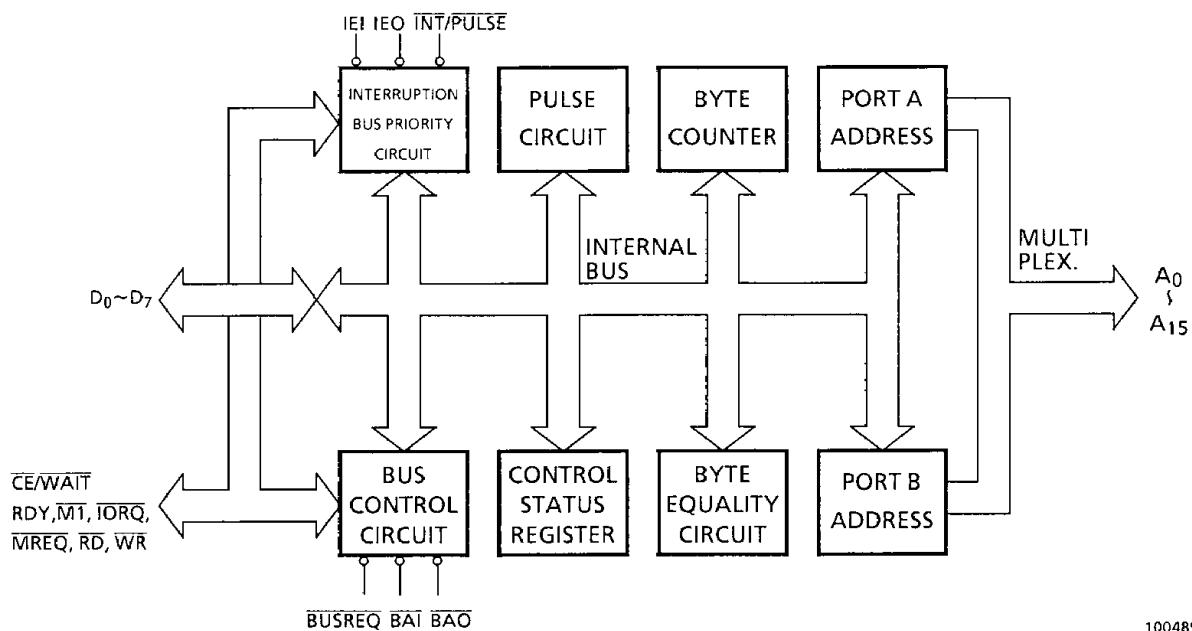 IEI IEO INT/PULSE
INTERRUPTION
BUS PRIORITY
CIRCUIT
PULSE
CIRCUIT
BYTE
COUNTER
PORT A
ADDRESS
INTERNAL
BUS
MULTI
PLEX.
D0~D7
A0
~
A15
CE/WAIT
RDY, M1, IORQ,
MREQ, RD, WR
BUS
CONTROL
CIRCUIT
CONTROL
STATUS
REGISTER
BYTE
EQUALITY
CIRCUIT
PORT B
ADDRESS
BUSREQ BAI BAO
100489